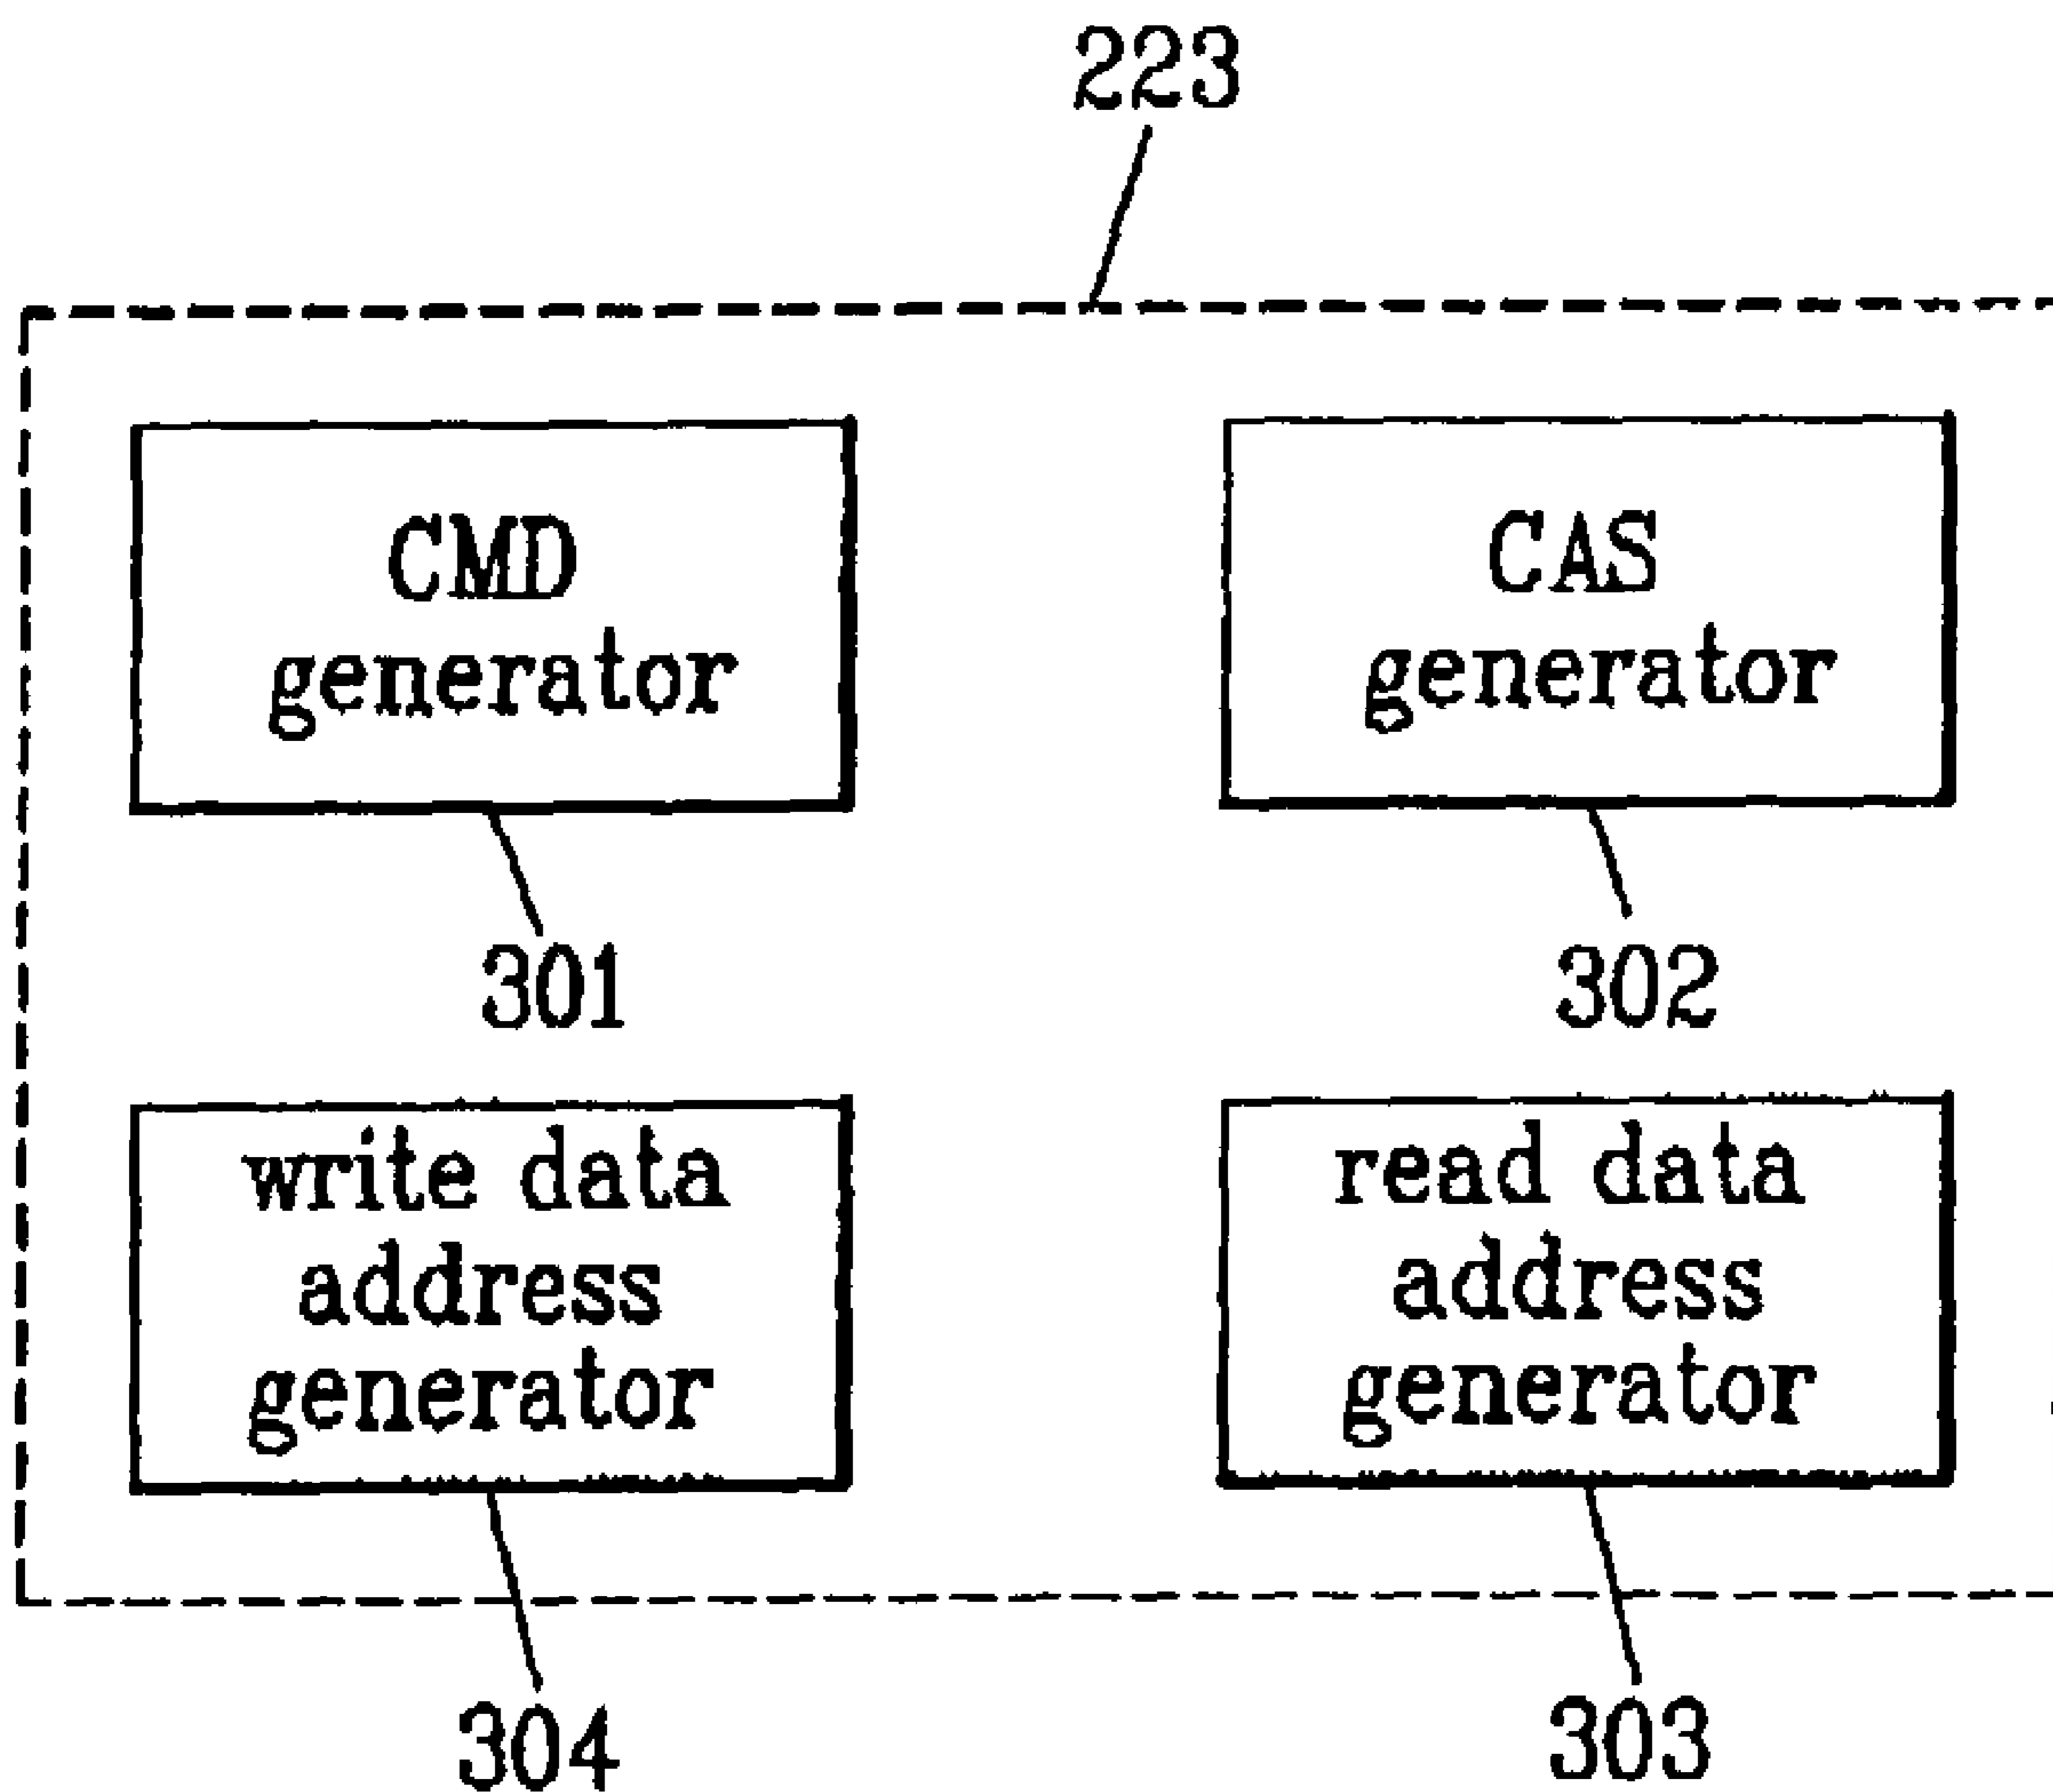 223
CMD
generator
301
CAS
generator
302
write data
address
generator
304
read data
address
generator
303